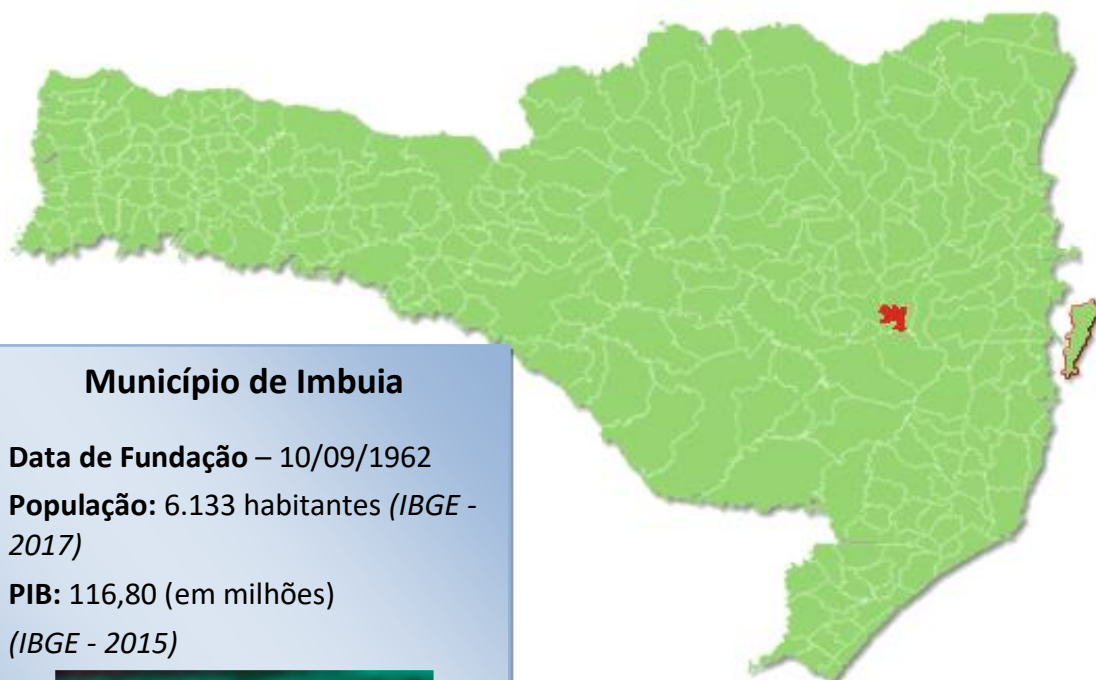 Município de Imbuia
Data de Fundação – 10/09/1962
População: 6.133 habitantes (IBGE -
2017)
PIB: 116,80 (em milhões)
(IBGE - 2015)